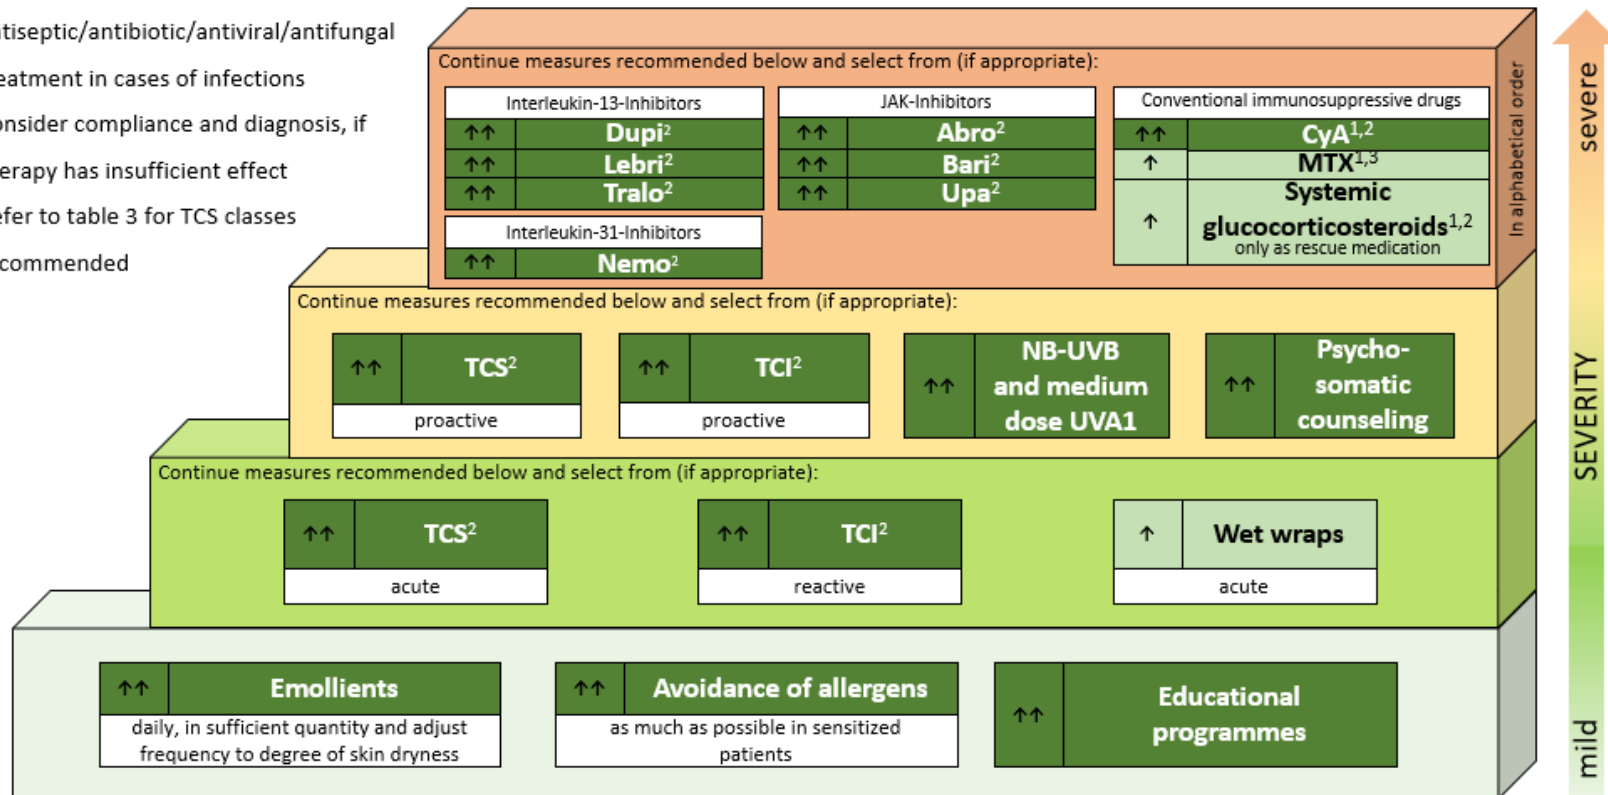 ntiseptic/antibiotic/antiviral/antifungal
eatment in cases of infections
onsider compliance and diagnosis, if
erapy has insufficient effect
efer to table 3 for TCS classes
commended
Continue measures recommended below and select from (if appropriate):
Interleukin-13-Inhibitors
↑↑ Dupi²
↑↑ Lebri²
↑↑ Tralo²
Interleukin-31-Inhibitors
↑↑ Nemo²
JAK-Inhibitors
↑↑ Abro²
↑↑ Bari²
↑↑ Upa²
Conventional immunosuppressive drugs
↑↑ CyA¹,²
↑ MTX¹,³
↑ Systemic
glucocorticosteroids¹,²
only as rescue medication
In alphabetical order
Continue measures recommended below and select from (if appropriate):
↑↑ TCS²
proactive
↑↑ TCI²
proactive
↑↑ NB-UVB
and medium
dose UVA1
↑↑ Psycho-
somatic
counseling
Continue measures recommended below and select from (if appropriate):
↑↑ TCS²
acute
↑↑ TCI²
reactive
↑ Wet wraps
acute
↑↑ Emollients
daily, in sufficient quantity and adjust
frequency to degree of skin dryness
↑↑ Avoidance of allergens
as much as possible in sensitized
patients
↑↑ Educational
programmes
severe
SEVERITY
mild